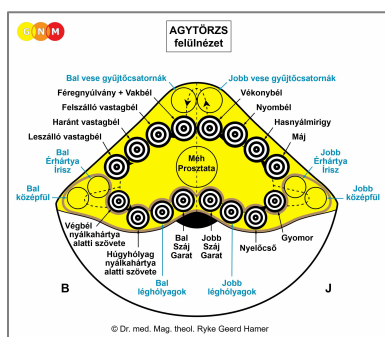 GNM
AGYTÖRZS
felülnézet
Bal vese gyűjtőcsatornák
Jobb vese gyűjtőcsatornák
Féregnyúlvány + Vakbél
Vékonybél
Felszálló vastagbél
Nyombél
Haránt vastagbél
Hasnyálmirigy
Leszálló vastagbél
Máj
Bal
Érhártya
Írisz
Jobb
Érhártya
Írisz
Méh
Prosztata
Bal
középfül
Jobb
középfül
Végbél
nyálkahártya
alatti szövete
Húgyhólyag
nyálkahártya
alatti szövete
Bal
léghólyagok
Bal
Száj
Garat
Jobb
Száj
Garat
Jobb
léghólyagok
Nyelőcső
Gyomor
B
J
© Dr. med. Mag. theol. Ryke Geerd Hamer